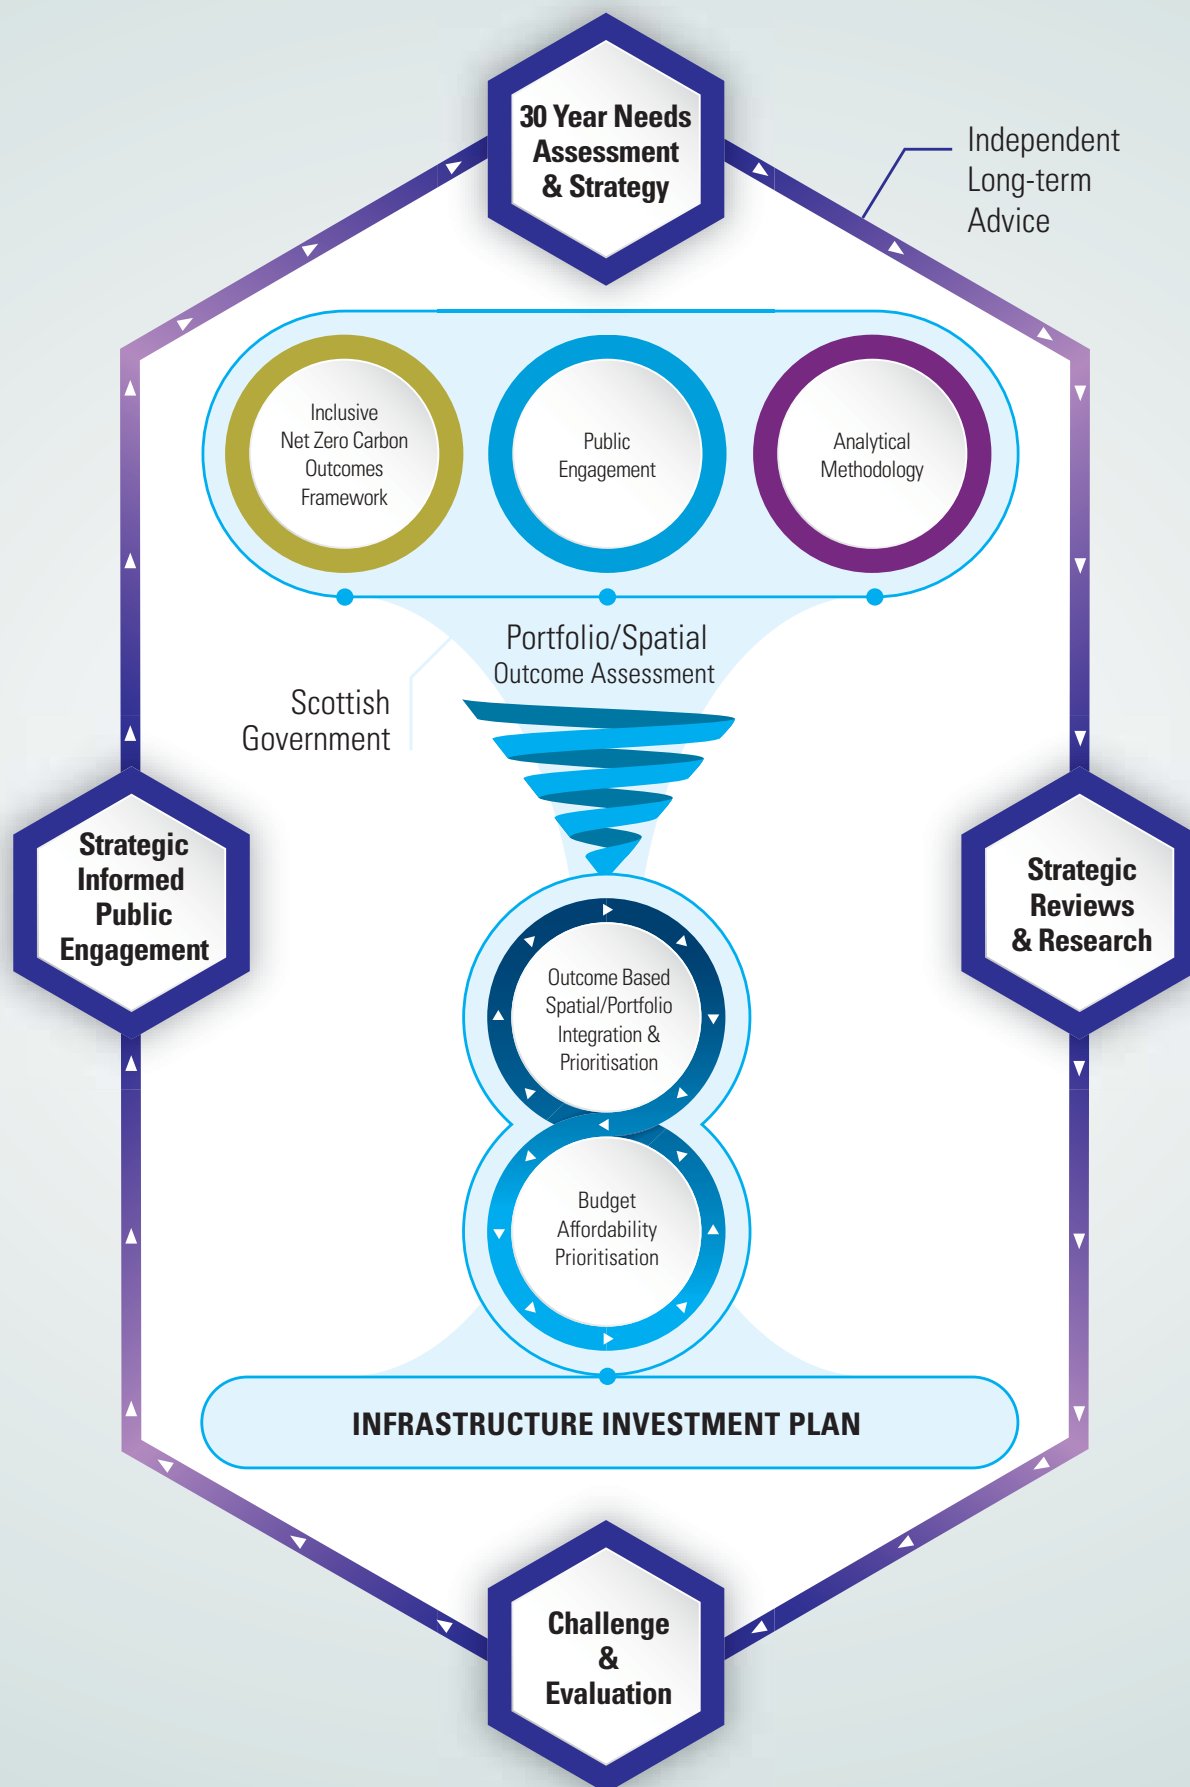 30 Year Needs
Assessment
& Strategy
Independent
Long-term
Advice
Inclusive
Net Zero Carbon
Outcomes
Framework
Public
Engagement
Analytical
Methodology
Portfolio/Spatial
Outcome Assessment
Scottish
Government
Strategic
Informed
Public
Engagement
Strategic
Reviews
& Research
Outcome Based
Spatial/Portfolio
Integration &
Prioritisation
Budget
Affordability
Prioritisation
INFRASTRUCTURE INVESTMENT PLAN
Challenge
&
Evaluation